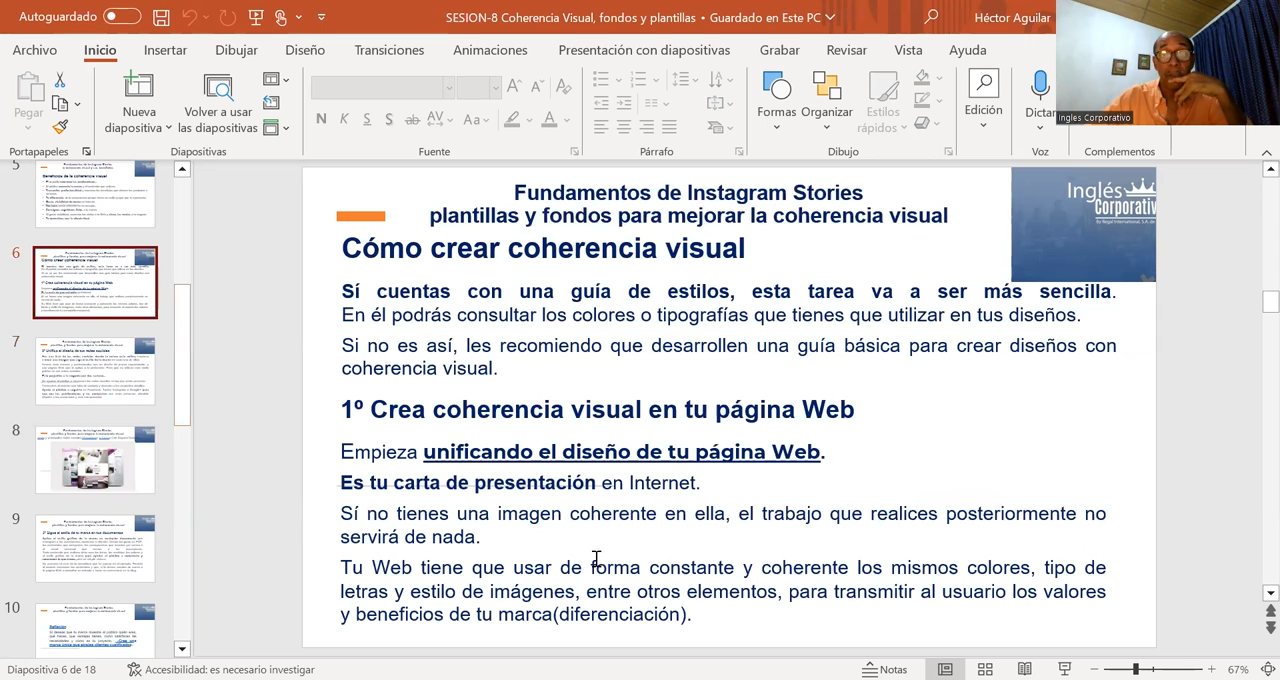 Autoguardado
SESION-8 Coherencia Visual, fondos y plantillas • Guardado en Este PC
Héctor Aguilar
Archivo Inicio Insertar Dibujar Diseño Transiciones Animaciones Presentación con diapositivas Grabar Revisar Vista Ayuda
Pegar
Nueva diapositiva
Volver a usar las diapositivas
N K S S ab AV Aa A
Formas Organizar Estilos rápidos
Edición
Dictar
Ingles Corporativo
Portapapeles Diapositivas Fuente Párrafo Dibujo Voz Complementos
5
6
7
8
9
10
Fundamentos de Instagram Stories
plantillas y fondos para mejorar la coherencia visual
Inglés
Corporativ
Cómo crear coherencia visual
Sí cuentas con una guía de estilos, esta tarea va a ser más sencilla.
En él podrás consultar los colores o tipografías que tienes que utilizar en tus diseños.
Si no es así, les recomiendo que desarrollen una guía básica para crear diseños con
coherencia visual.
1º Crea coherencia visual en tu página Web
Empieza unificando el diseño de tu página Web.
Es tu carta de presentación en Internet.
Sí no tienes una imagen coherente en ella, el trabajo que realices posteriormente no
servirá de nada.
Tu Web tiene que usar de forma constante y coherente los mismos colores, tipo de
letras y estilo de imágenes, entre otros elementos, para transmitir al usuario los valores
y beneficios de tu marca(diferenciación).
Diapositiva 6 de 18
Accesibilidad: es necesario investigar
Notas
67%